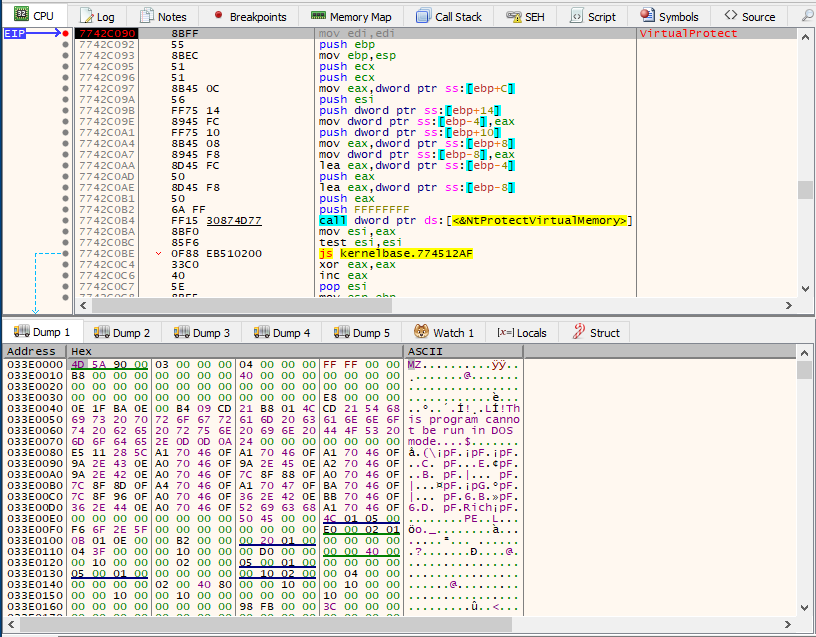 CPU Log Notes Breakpoints Memory Map Call Stack SEH Script Symbols Source
EIP 7742C090 8BFF mov edi,edi VirtualProtect
7742C092 55 push ebp
7742C093 8BEC mov ebp,esp
7742C095 51 push ecx
7742C096 51 push ecx
7742C097 8B45 0C mov eax,dword ptr ss:[ebp+C]
7742C09A 56 push esi
7742C09B FF75 14 push dword ptr ss:[ebp+14]
7742C09E 8945 FC mov dword ptr ss:[ebp-4],eax
7742C0A1 FF75 10 push dword ptr ss:[ebp+10]
7742C0A4 8B45 08 mov eax,dword ptr ss:[ebp+8]
7742C0A7 8945 F8 mov dword ptr ss:[ebp-8],eax
7742C0AA 8D45 FC lea eax,dword ptr ss:[ebp-4]
7742C0AD 50 push eax
7742C0AE 8D45 F8 lea eax,dword ptr ss:[ebp-8]
7742C0B1 50 push eax
7742C0B2 6A FF push FFFFFFFF
7742C0B4 FF15 30874D77 call dword ptr ds:[<&NtProtectVirtualMemory>]
7742C0BA 8BF0 mov esi,eax
7742C0BC 85F6 test esi,esi
7742C0BE 0F88 EB510200 js kernelbase.774512AF
7742C0C4 33C0 xor eax,eax
7742C0C6 40 inc eax
7742C0C7 5E pop esi
7742C0C8 8BE5 mov esp,ebp
Dump 1 Dump 2 Dump 3 Dump 4 Dump 5 Watch 1 [x=] Locals Struct
Address Hex ASCII
033E0000 4D 5A 90 00 03 00 00 00 04 00 00 00 FF FF 00 00 MZ..........ÿÿ..
033E0010 B8 00 00 00 00 00 00 00 40 00 00 00 00 00 00 00 ¸.......@.......
033E0020 00 00 00 00 00 00 00 00 00 00 00 00 00 00 00 00 ................
033E0030 00 00 00 00 00 00 00 00 00 00 00 00 E8 00 00 00 ............è...
033E0040 0E 1F BA 0E 00 B4 09 CD 21 B8 01 4C CD 21 54 68 ..º..´.Í!¸.LÍ!Th
033E0050 69 73 20 70 72 6F 67 72 61 6D 20 63 61 6E 6E 6F is program canno
033E0060 74 20 62 65 20 72 75 6E 20 69 6E 20 44 4F 53 20 t be run in DOS
033E0070 6D 6F 64 65 2E 0D 0D 0A 24 00 00 00 00 00 00 00 mode....$.......
033E0080 E5 11 28 5C A1 70 46 0F A1 70 46 0F A1 70 46 0F å.(\¡pF.¡pF.¡pF.
033E0090 9A 2E 43 0E A0 70 46 0F 9A 2E 45 0E A2 70 46 0F ..C. pF...E.¢pF.
033E00A0 9A 2E 42 0E A0 70 46 0F 7C 8F 88 0F A0 70 46 0F ..B. pF.|... pF.
033E00B0 7C 8F 8D 0F A4 70 46 0F A1 70 47 0F BA 70 46 0F |...¤pF.¡pG.ºpF.
033E00C0 7C 8F 96 0F A0 70 46 0F 36 2E 42 0E BB 70 46 0F |... pF.6.B.»pF.
033E00D0 36 2E 44 0E A0 70 46 0F 52 69 63 68 A1 70 46 0F 6.D. pF.Rich¡pF.
033E00E0 00 00 00 00 00 00 00 00 50 45 00 00 4C 01 05 00 ........PE..L...
033E00F0 F6 6F 2E 5F 00 00 00 00 00 00 00 00 E0 00 02 01 öo._........à...
033E0100 0B 01 0E 00 00 B2 00 00 00 20 01 00 00 00 00 00 .....²... ......
033E0110 04 3F 00 00 00 10 00 00 00 D0 00 00 00 00 40 00 .?.......Ð....@.
033E0120 00 10 00 00 00 02 00 00 05 00 01 00 00 00 00 00 ................
033E0130 05 00 01 00 00 00 00 00 00 10 02 00 00 04 00 00 ................
033E0140 00 00 00 00 02 00 40 80 00 00 10 00 00 10 00 00 ......@.........
033E0150 00 00 10 00 00 10 00 00 00 00 00 00 10 00 00 00 ................
033E0160 00 00 00 00 00 00 00 00 98 FB 00 00 3C 00 00 00 .........û..<...